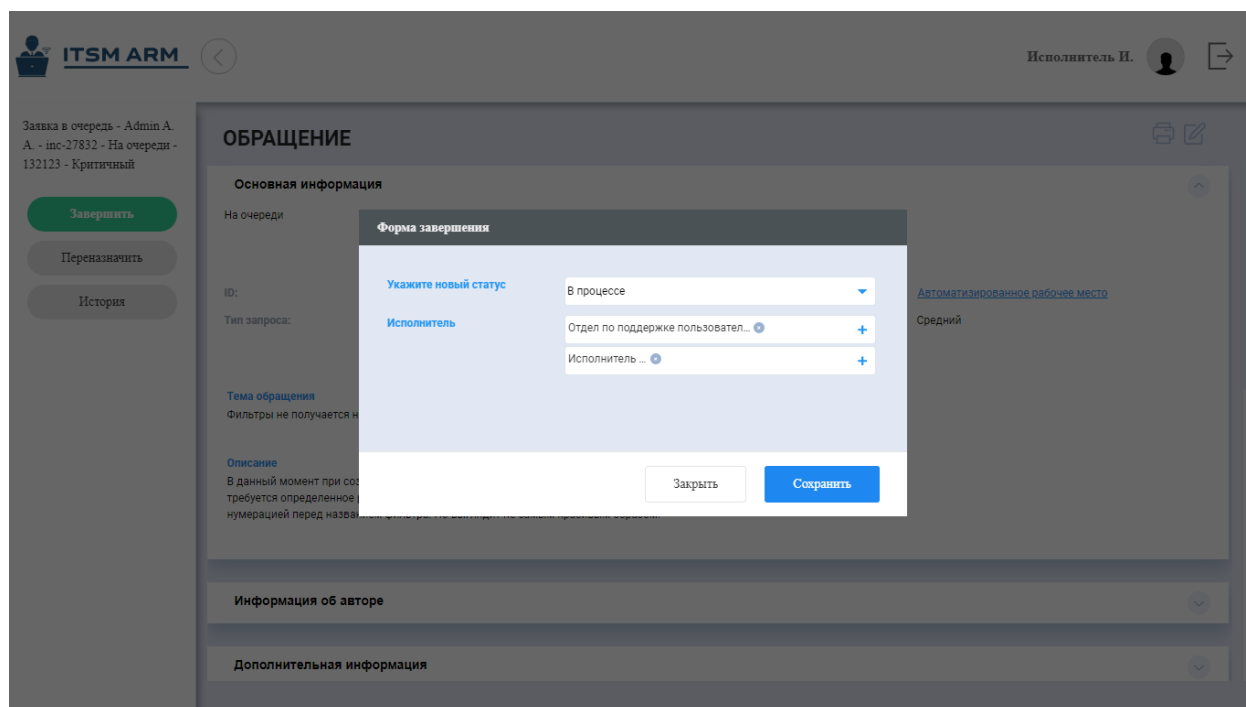 ITSM ARM
Исполнитель И.
Заявка в очередь - Admin A.
A. - inc-27832 - На очереди -
132123 - Критичный
Завершить
Переназначить
История
ОБРАЩЕНИЕ
Основная информация
На очереди
Форма завершения
Укажите новый статус
В процессе
Исполнитель
Отдел по поддержке пользовател...
Исполнитель ...
ID:
Автоматизированное рабочее место
Тип запроса:
Средний
Тема обращения
Фильтры не получается н
Описание
В данный момент при соз
требуется определенное
нумерацией перед назва
Закрыть
Сохранить
Информация об авторе
Дополнительная информация